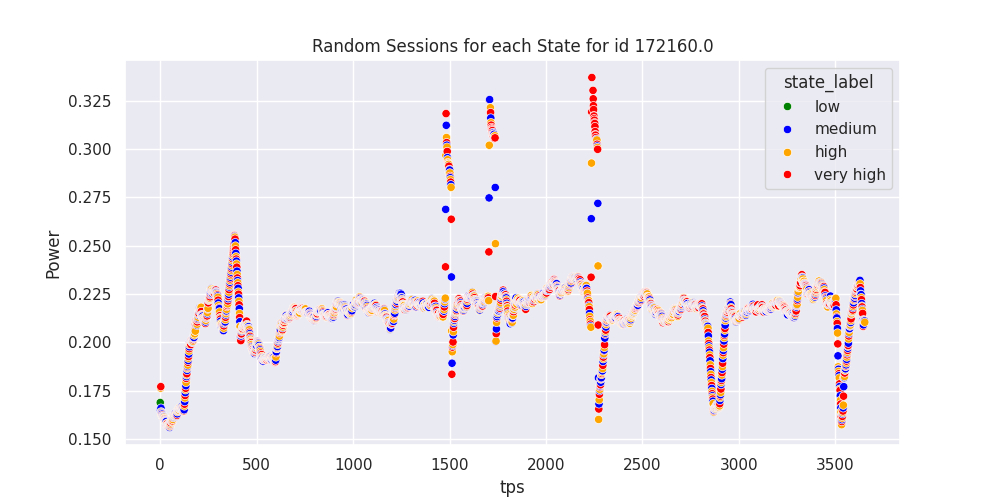 Random Sessions for each State for id 172160.0
state_label
low
medium
high
very high
Power
0.325
0.300
0.275
0.250
0.225
0.200
0.175
0.150
0 500 1000 1500 2000 2500 3000 3500
tps